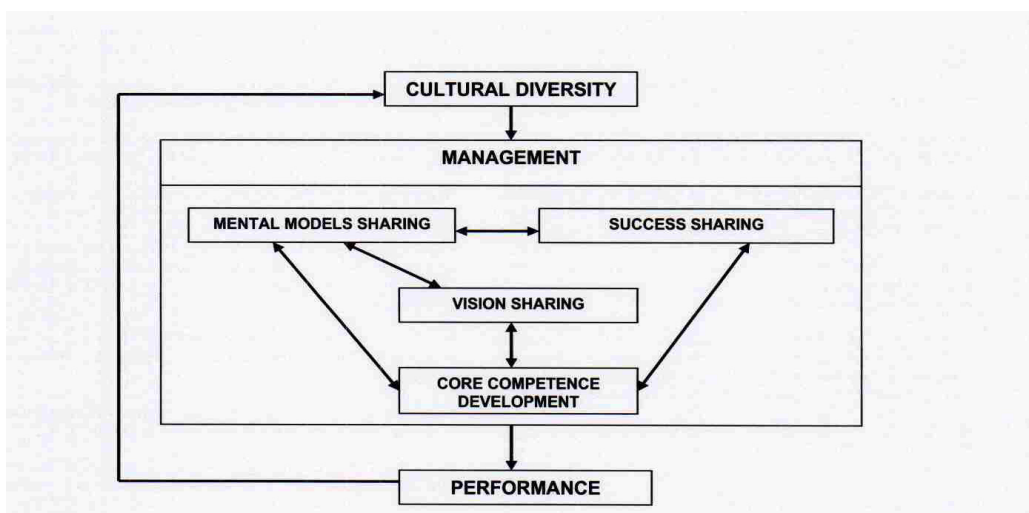 CULTURAL DIVERSITY
MANAGEMENT
MENTAL MODELS SHARING
SUCCESS SHARING
VISION SHARING
CORE COMPETENCE
DEVELOPMENT
PERFORMANCE